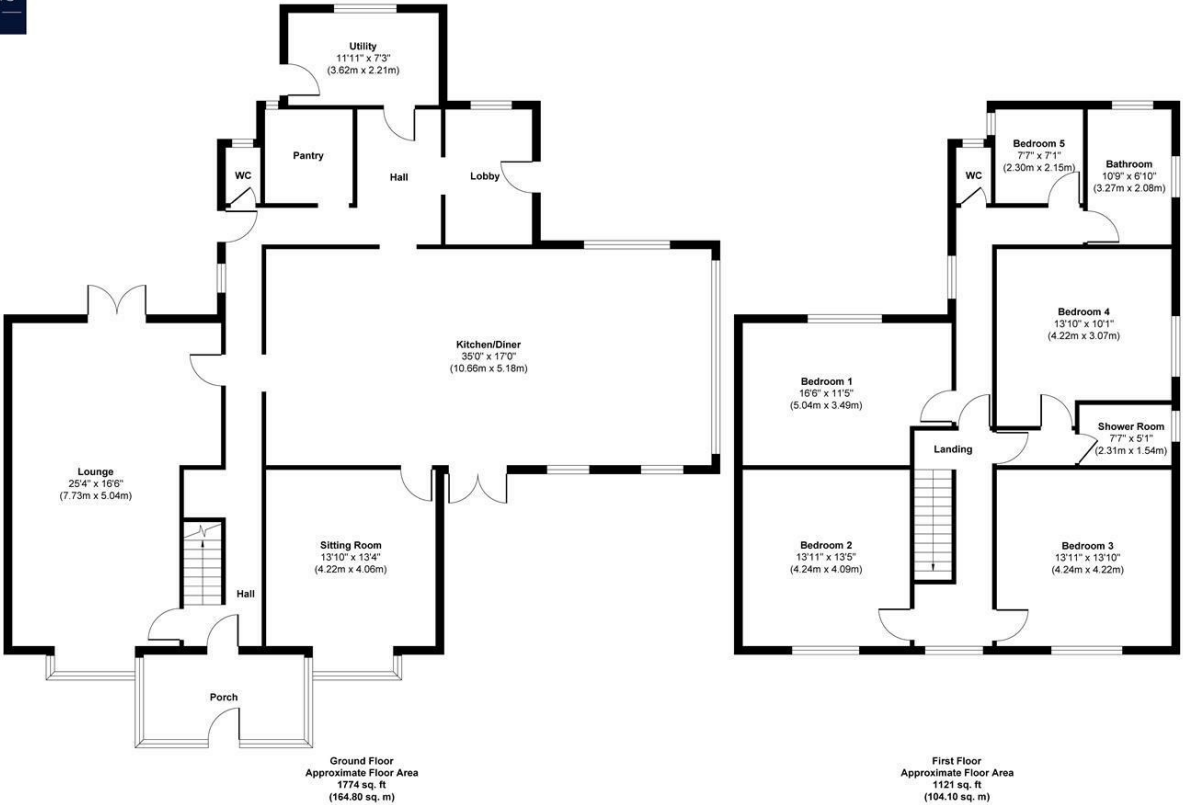 Utility
11'11" x 7'3"
(3.62m x 2.21m)
Pantry
WC
Hall
Lobby
Kitchen/Diner
35'0" x 17'0"
(10.66m x 5.18m)
Lounge
25'4" x 16'6"
(7.73m x 5.04m)
Sitting Room
13'10" x 13'4"
(4.22m x 4.06m)
Hall
Porch
Ground Floor
Approximate Floor Area
1774 sq. ft
(164.80 sq. m)
Bedroom 5
7'7" x 7'1"
(2.30m x 2.15m)
WC
Bathroom
10'9" x 6'10"
(3.27m x 2.08m)
Bedroom 4
13'10" x 10'1"
(4.22m x 3.07m)
Bedroom 1
16'6" x 11'5"
(5.04m x 3.49m)
Shower Room
7'7" x 5'1"
(2.31m x 1.54m)
Landing
Bedroom 2
13'11" x 13'5"
(4.24m x 4.09m)
Bedroom 3
13'11" x 13'10"
(4.24m x 4.22m)
First Floor
Approximate Floor Area
1121 sq. ft
(104.10 sq. m)